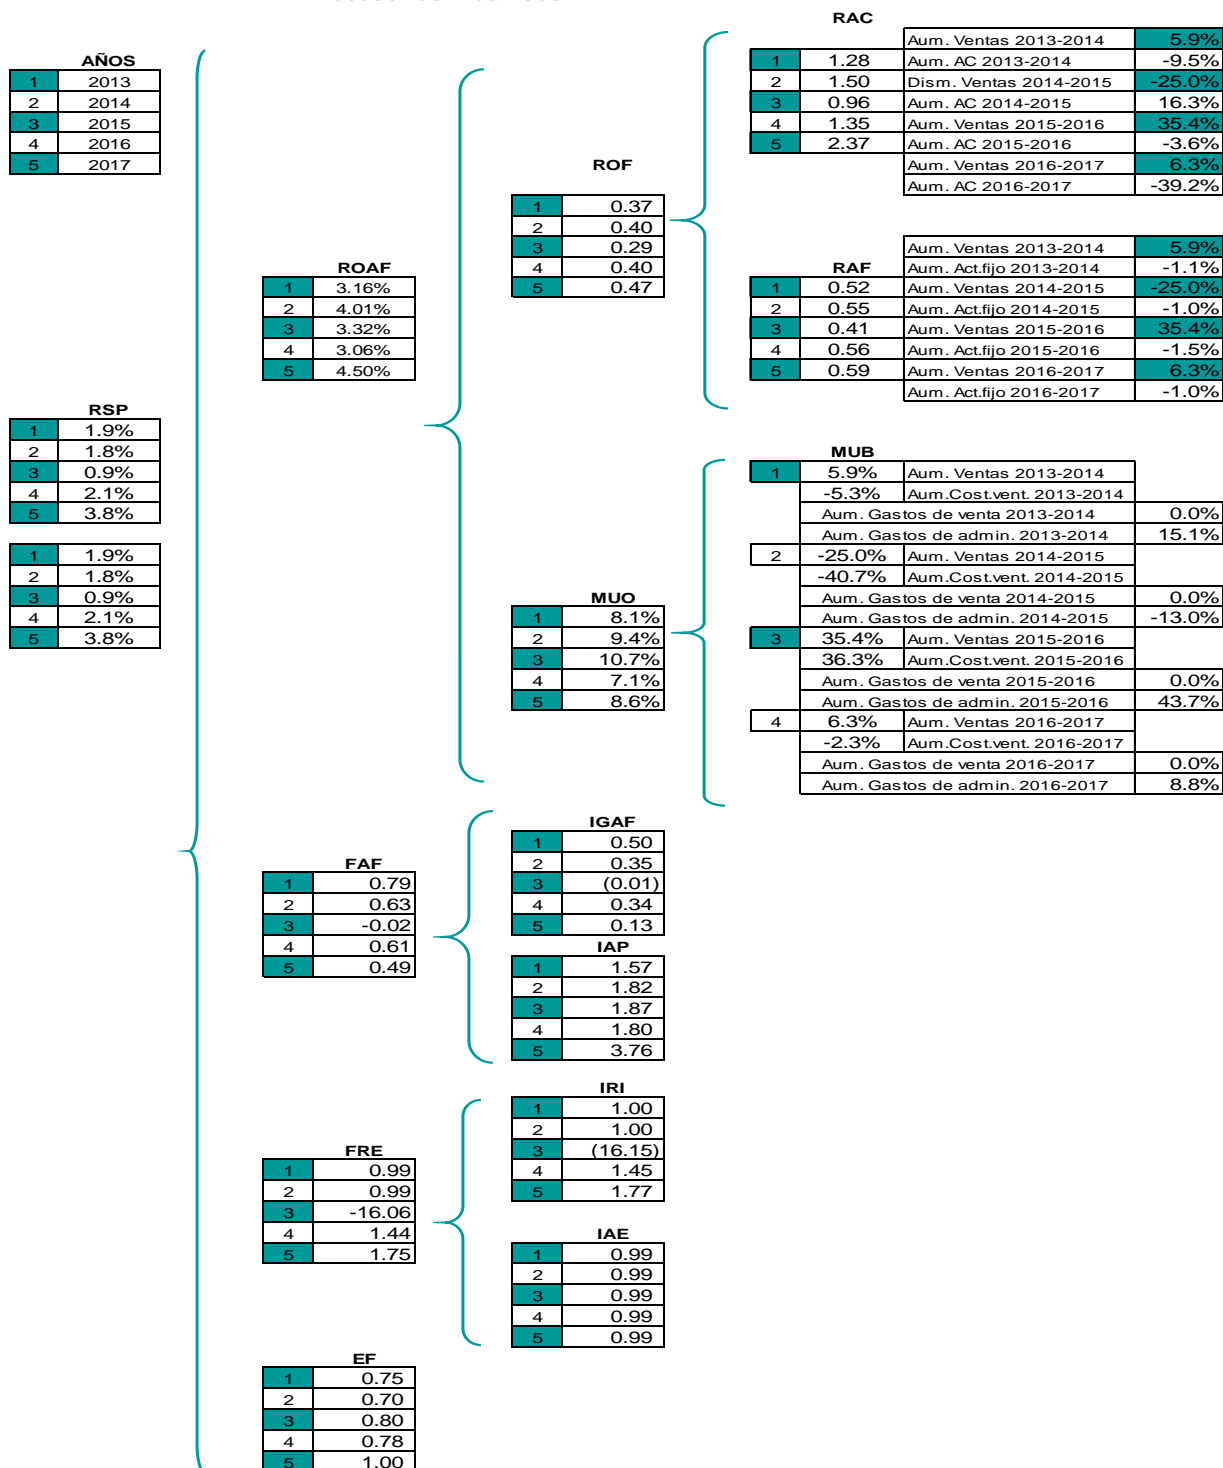 AÑOS
1 2013
2 2014
3 2015
4 2016
5 2017
RSP
1 1.9%
2 1.8%
3 0.9%
4 2.1%
5 3.8%
1 1.9%
2 1.8%
3 0.9%
4 2.1%
5 3.8%
ROAF
1 3.16%
2 4.01%
3 3.32%
4 3.06%
5 4.50%
ROF
1 0.37
2 0.40
3 0.29
4 0.40
5 0.47
RAC
Aum. Ventas 2013-2014 5.9%
1 1.28 Aum. AC 2013-2014 -9.5%
2 1.50 Dism. Ventas 2014-2015 -25.0%
3 0.96 Aum. AC 2014-2015 16.3%
4 1.35 Aum. Ventas 2015-2016 35.4%
5 2.37 Aum. AC 2015-2016 -3.6%
Aum. Ventas 2016-2017 6.3%
Aum. AC 2016-2017 -39.2%
Aum. Ventas 2013-2014 5.9%
RAF Aum. Act.fijo 2013-2014 -1.1%
1 0.52 Aum. Ventas 2014-2015 -25.0%
2 0.55 Aum. Act.fijo 2014-2015 -1.0%
3 0.41 Aum. Ventas 2015-2016 35.4%
4 0.56 Aum. Act.fijo 2015-2016 -1.5%
5 0.59 Aum. Ventas 2016-2017 6.3%
Aum. Act.fijo 2016-2017 -1.0%
MUO
1 8.1%
2 9.4%
3 10.7%
4 7.1%
5 8.6%
MUB
1 5.9% Aum. Ventas 2013-2014
-5.3% Aum.Cost.vent. 2013-2014
Aum. Gastos de venta 2013-2014 0.0%
Aum. Gastos de admin. 2013-2014 15.1%
2 -25.0% Aum. Ventas 2014-2015
-40.7% Aum.Cost.vent. 2014-2015
Aum. Gastos de venta 2014-2015 0.0%
Aum. Gastos de admin. 2014-2015 -13.0%
3 35.4% Aum. Ventas 2015-2016
36.3% Aum.Cost.vent. 2015-2016
Aum. Gastos de venta 2015-2016 0.0%
Aum. Gastos de admin. 2015-2016 43.7%
4 6.3% Aum. Ventas 2016-2017
-2.3% Aum.Cost.vent. 2016-2017
Aum. Gastos de venta 2016-2017 0.0%
Aum. Gastos de admin. 2016-2017 8.8%
FAF
1 0.79
2 0.63
3 -0.02
4 0.61
5 0.49
IGAF
1 0.50
2 0.35
3 (0.01)
4 0.34
5 0.13
IAP
1 1.57
2 1.82
3 1.87
4 1.80
5 3.76
FRE
1 0.99
2 0.99
3 -16.06
4 1.44
5 1.75
IRI
1 1.00
2 1.00
3 (16.15)
4 1.45
5 1.77
IAE
1 0.99
2 0.99
3 0.99
4 0.99
5 0.99
EF
1 0.75
2 0.70
3 0.80
4 0.78
5 1.00